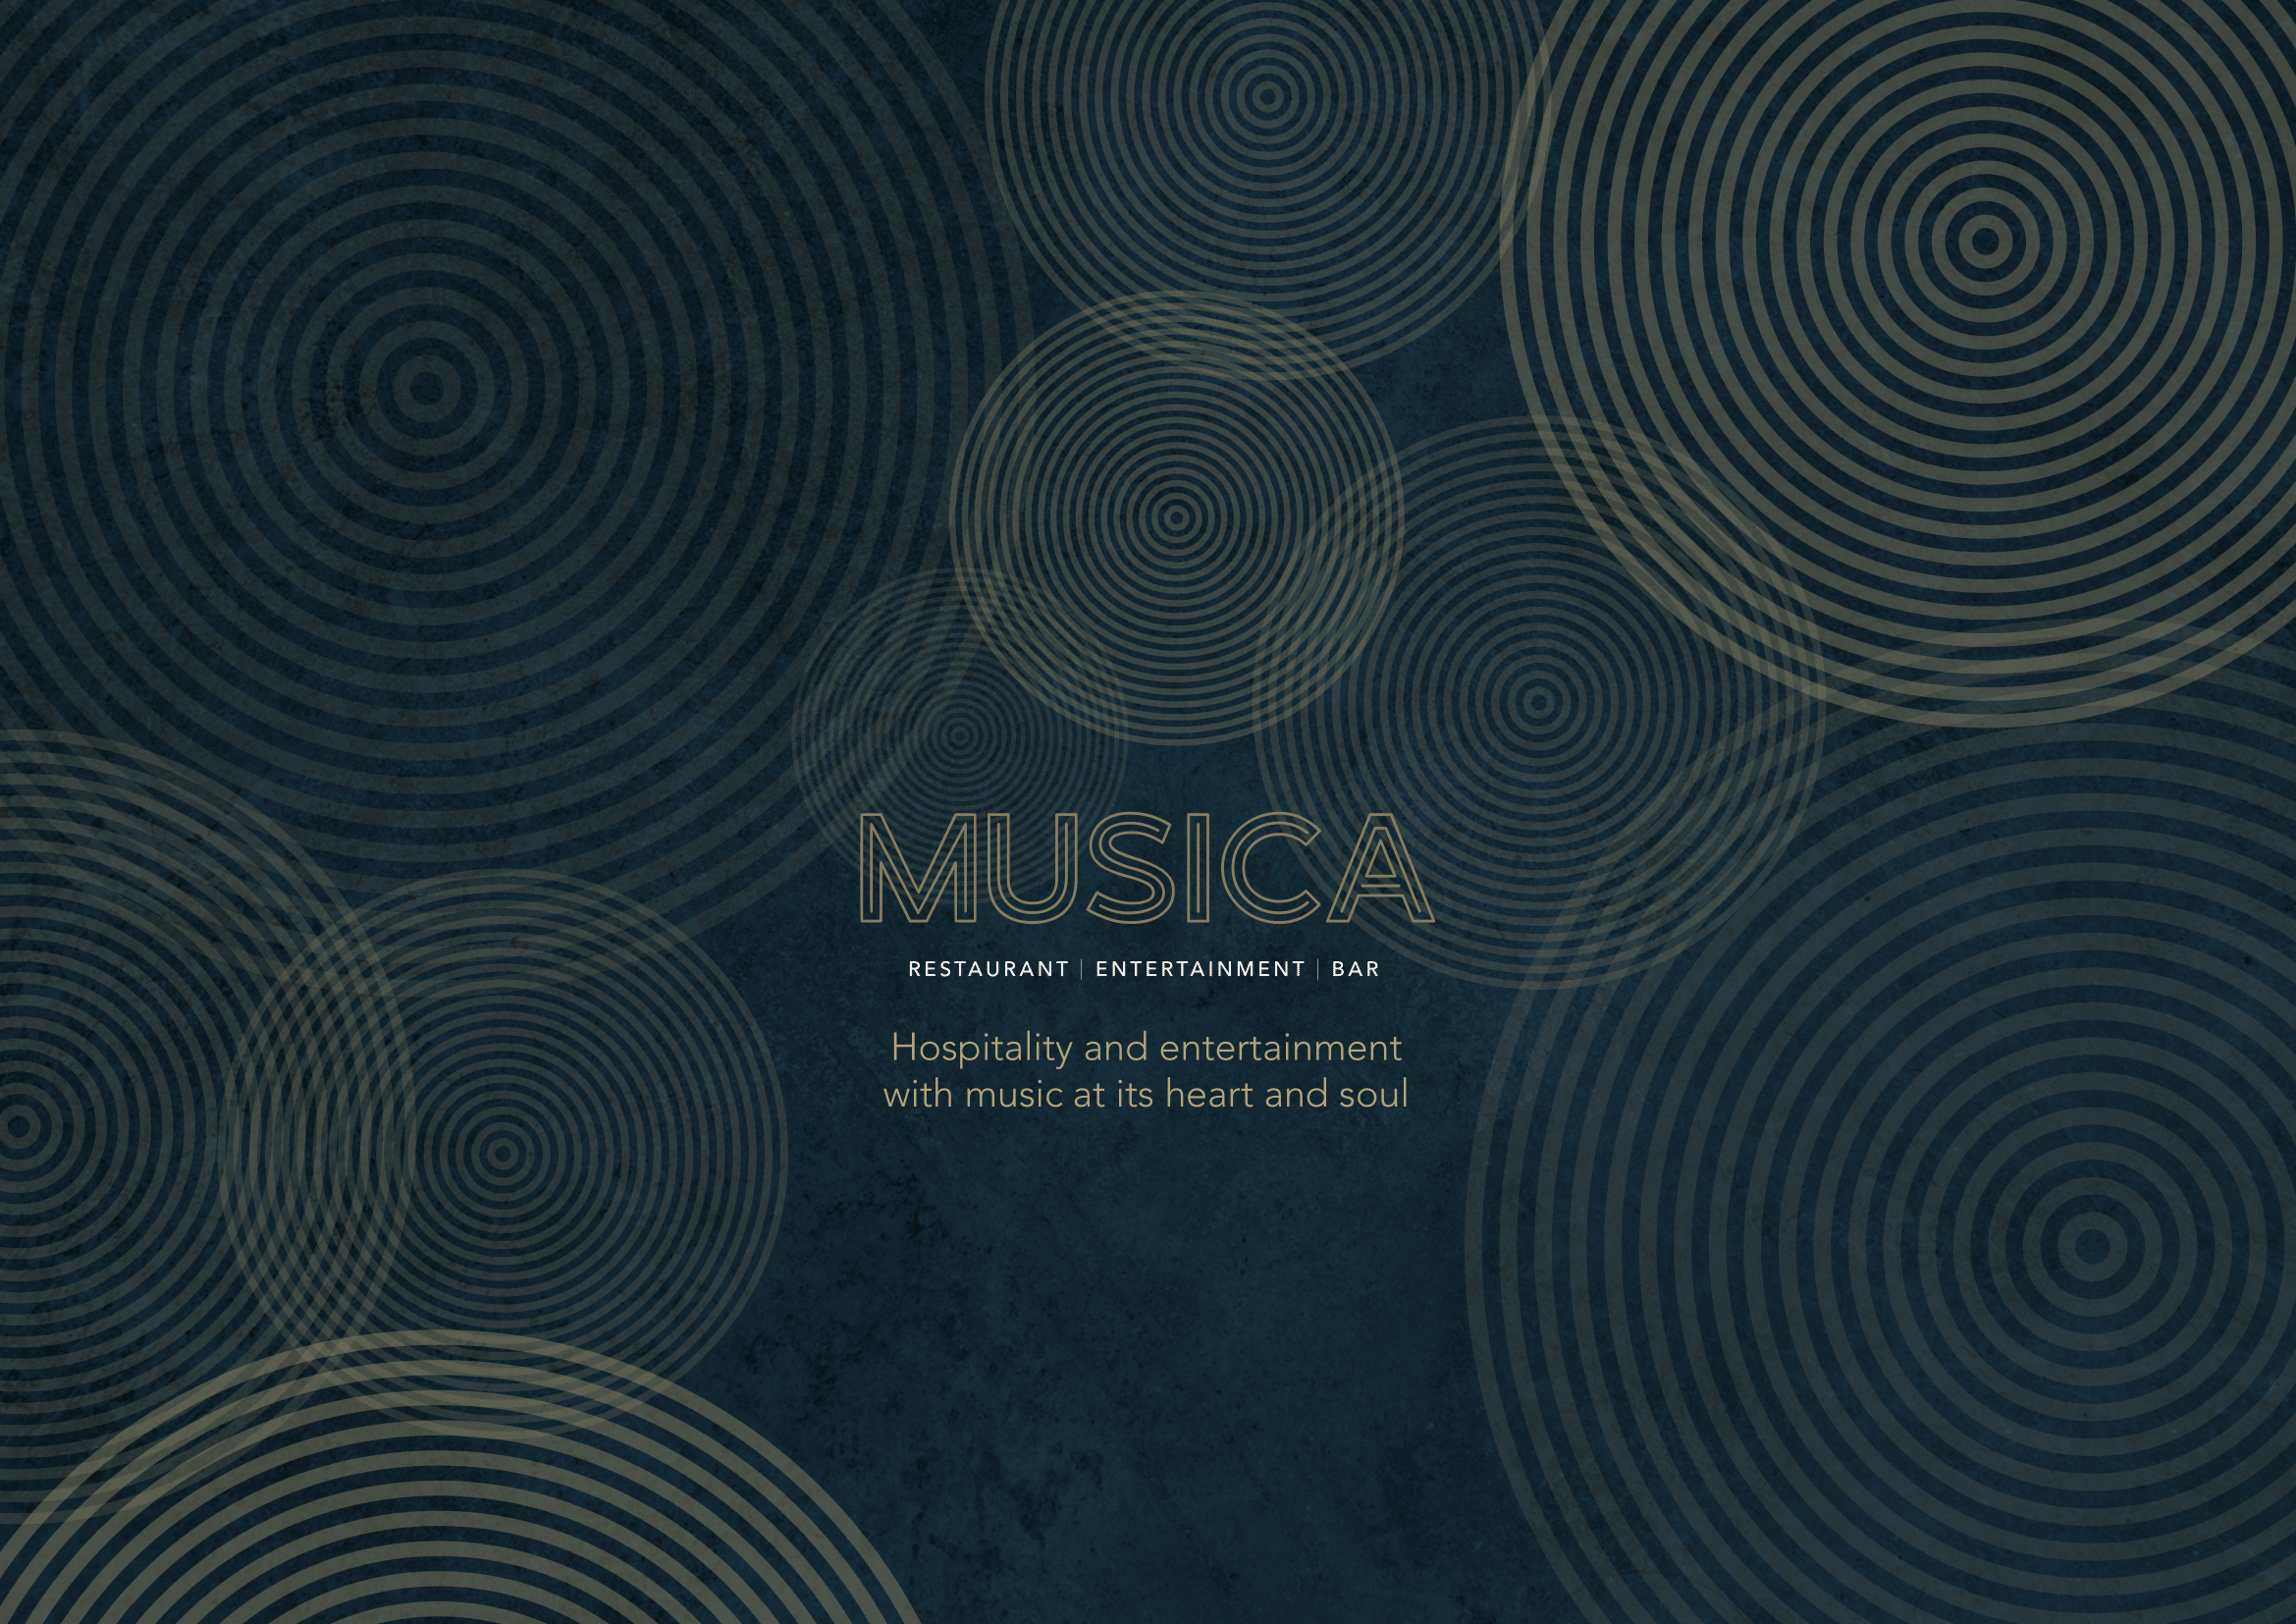 MUSICA
RESTAURANT | ENTERTAINMENT | BAR
Hospitality and entertainment
with music at its heart and soul